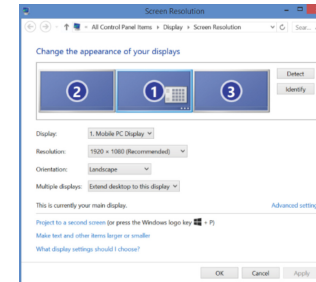 Screen Resolution
All Control Panel Items › Display › Screen Resolution
Sear...
Change the appearance of your displays
2
1
3
Detect
Identify
Display: 1. Mobile PC Display
Resolution: 1920 × 1080 (Recommended)
Orientation: Landscape
Multiple displays: Extend desktop to this display
This is currently your main display. Advanced setting
Project to a second screen (or press the Windows logo key + P)
Make text and other items larger or smaller
What display settings should I choose?
OK Cancel Apply